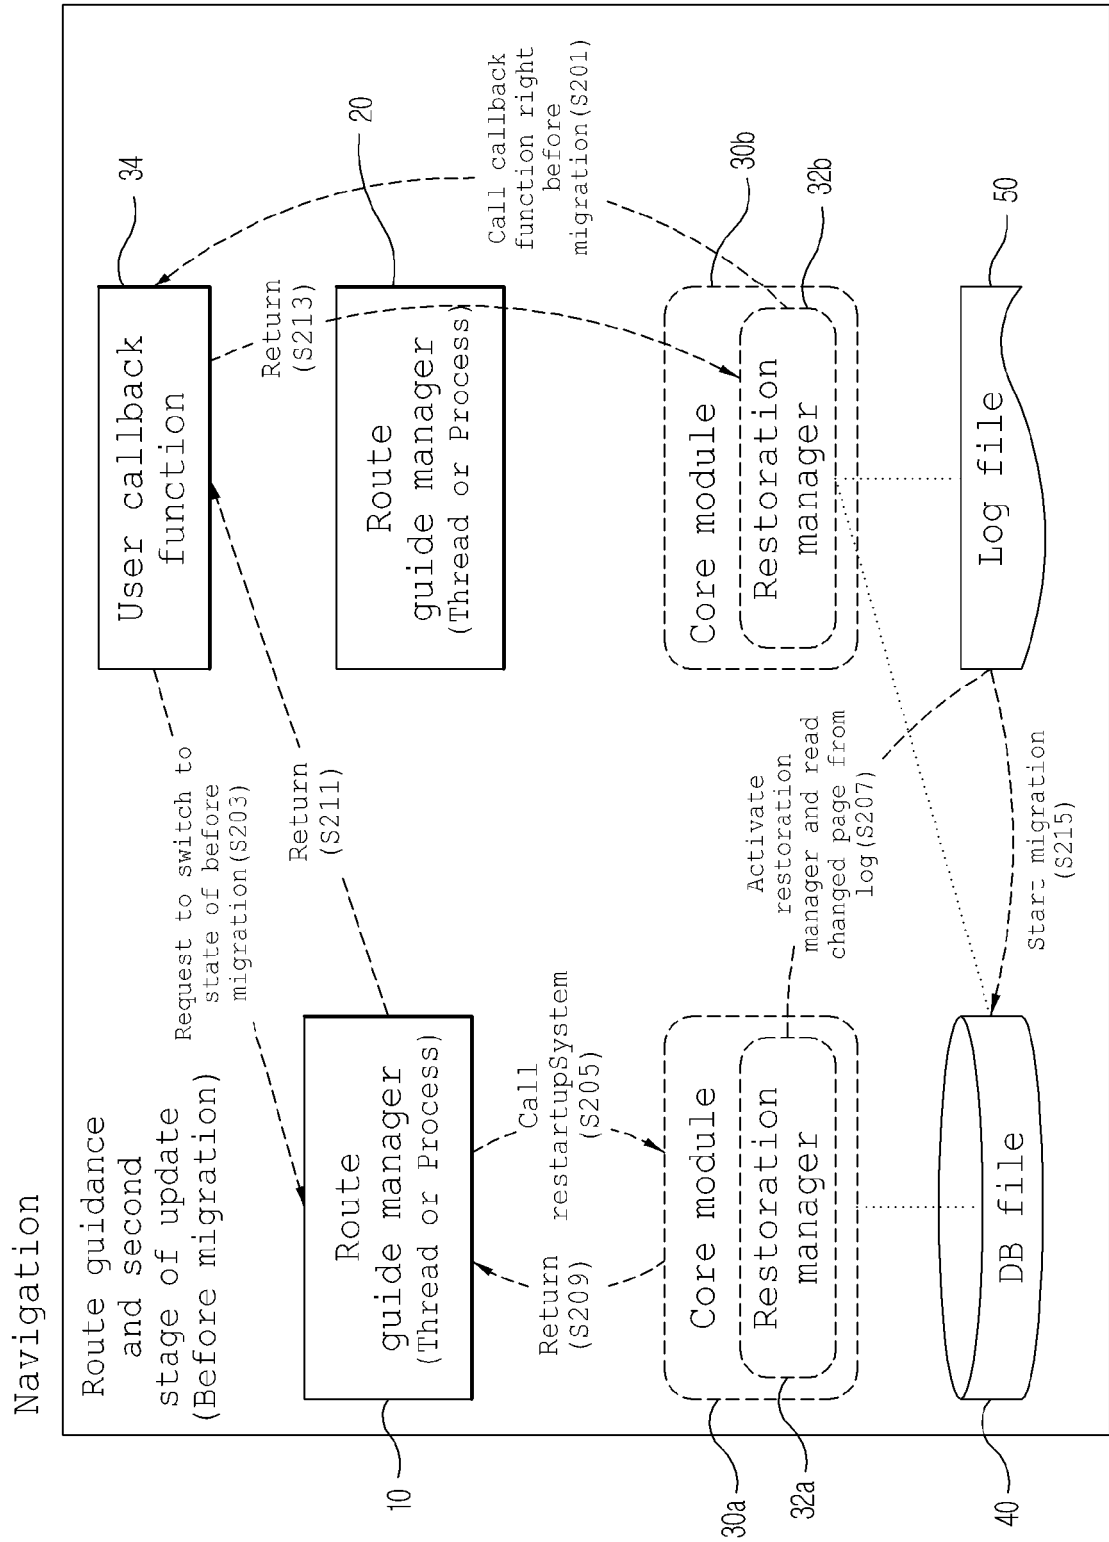 Navigation
Route guidance
and second
stage of update
(Before migration)
Request to switch to
state of before
migration(S203)
User callback
function
34
Return
(S211)
Return
(S213)
Call callback
function right
before
migration(S201)
10
Route
guide manager
(Thread or Process)
Route
guide manager
(Thread or Process)
20
Return
(S209)
Call
restartupSystem
(S205)
30a
Core module
Restoration
manager
32a
Activate
restoration
manager and read
changed page from
log(S207)
Core module
Restoration
manager
30b
32b
40
DB file
Start migration
(S215)
Log file
50